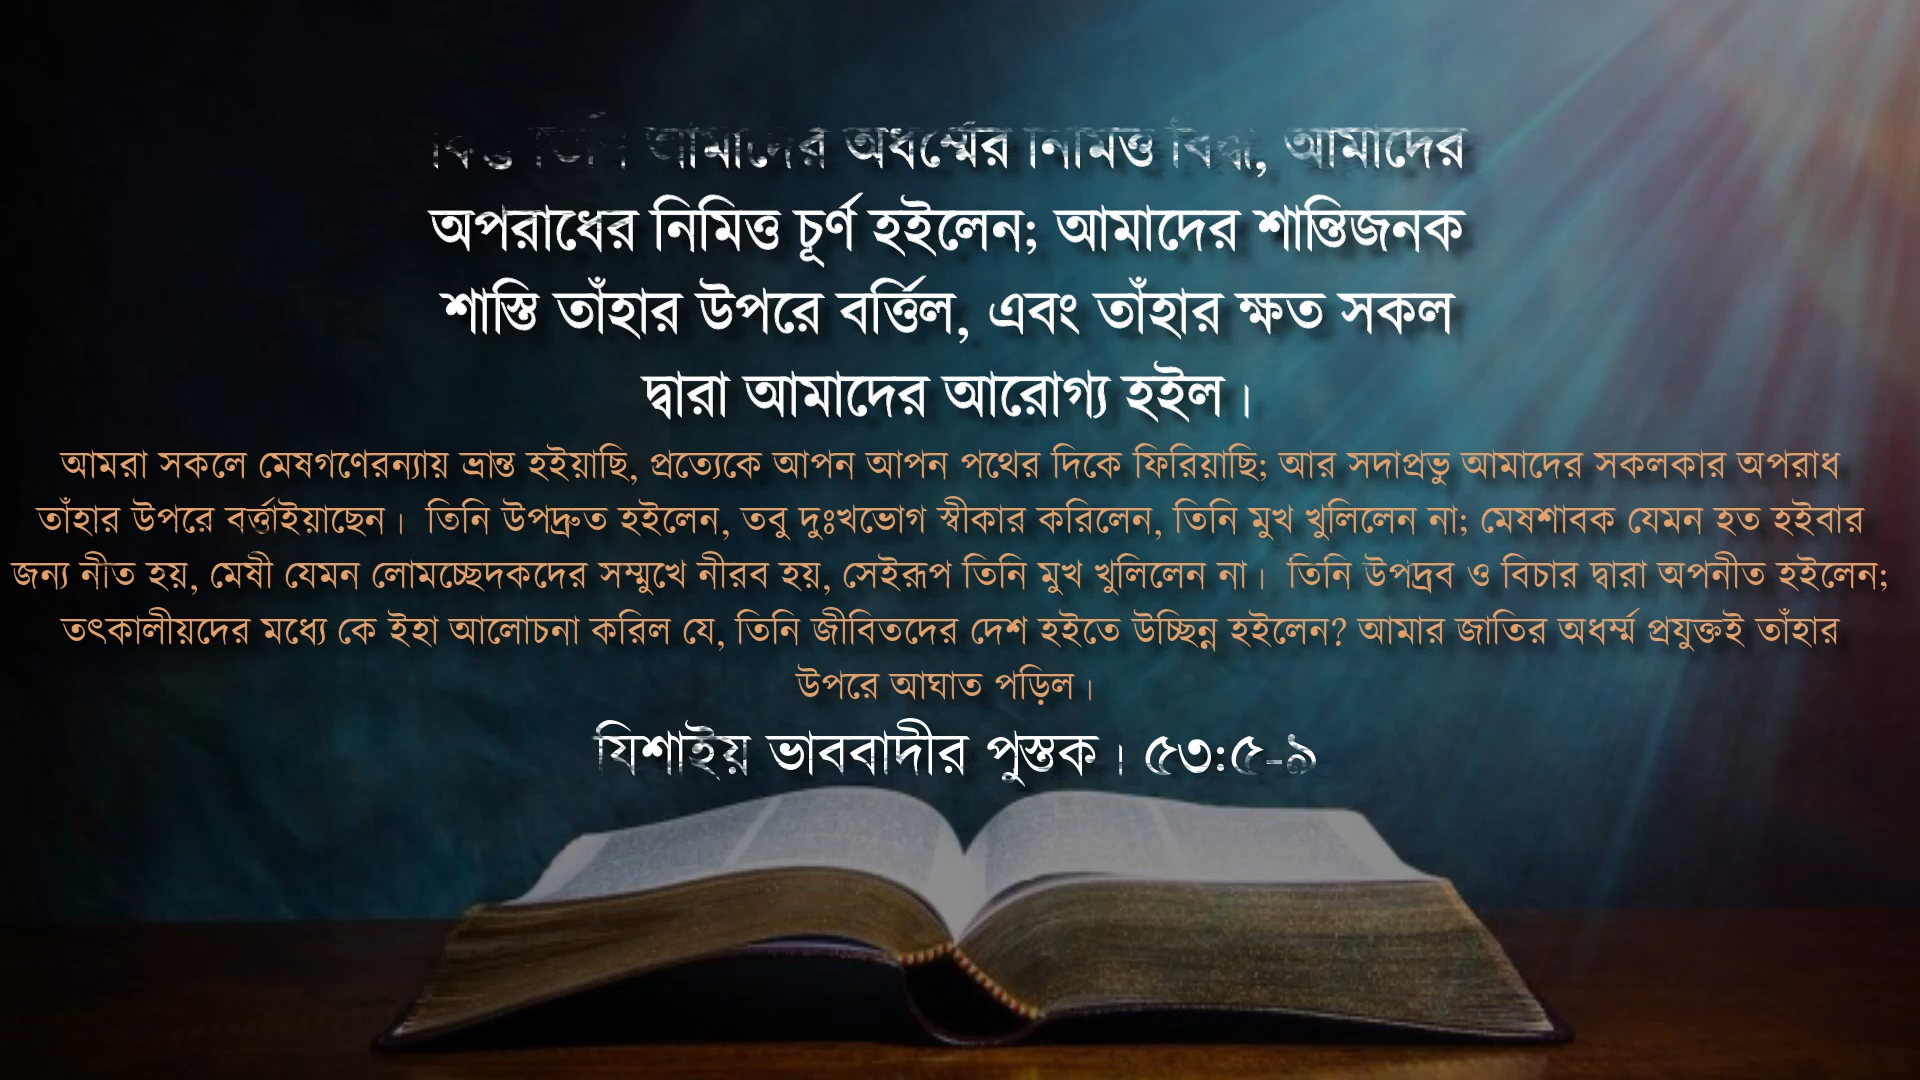 কিন্তু তিনি আমাদের অধর্ম্মের নিমিত্ত বিদ্ধ, আমাদের
অপরাধের নিমিত্ত চূর্ণ হইলেন; আমাদের শান্তিজনক
শাস্তি তাঁহার উপরে বর্ত্তিল, এবং তাঁহার ক্ষত সকল
দ্বারা আমাদের আরোগ্য হইল।
আমরা সকলে মেষগণেরন্যায় ভ্রান্ত হইয়াছি, প্রত্যেকে আপন আপন পথের দিকে ফিরিয়াছি; আর সদাপ্রভু আমাদের সকলকার অপরাধ
তাঁহার উপরে বর্ত্তাইয়াছেন। তিনি উপদ্রুত হইলেন, তবু দুঃখভোগ স্বীকার করিলেন, তিনি মুখ খুলিলেন না; মেষশাবক যেমন হত হইবার
জন্য নীত হয়, মেষী যেমন লোমচ্ছেদকদের সম্মুখে নীরব হয়, সেইরূপ তিনি মুখ খুলিলেন না। তিনি উপদ্রব ও বিচার দ্বারা অপনীত হইলেন;
তৎকালীয়দের মধ্যে কে ইহা আলোচনা করিল যে, তিনি জীবিতদের দেশ হইতে উচ্ছিন্ন হইলেন? আমার জাতির অধর্ম্ম প্রযুক্তই তাঁহার
উপরে আঘাত পড়িল।
যিশাইয় ভাববাদীর পুস্তক। ৫৩:৫-৯